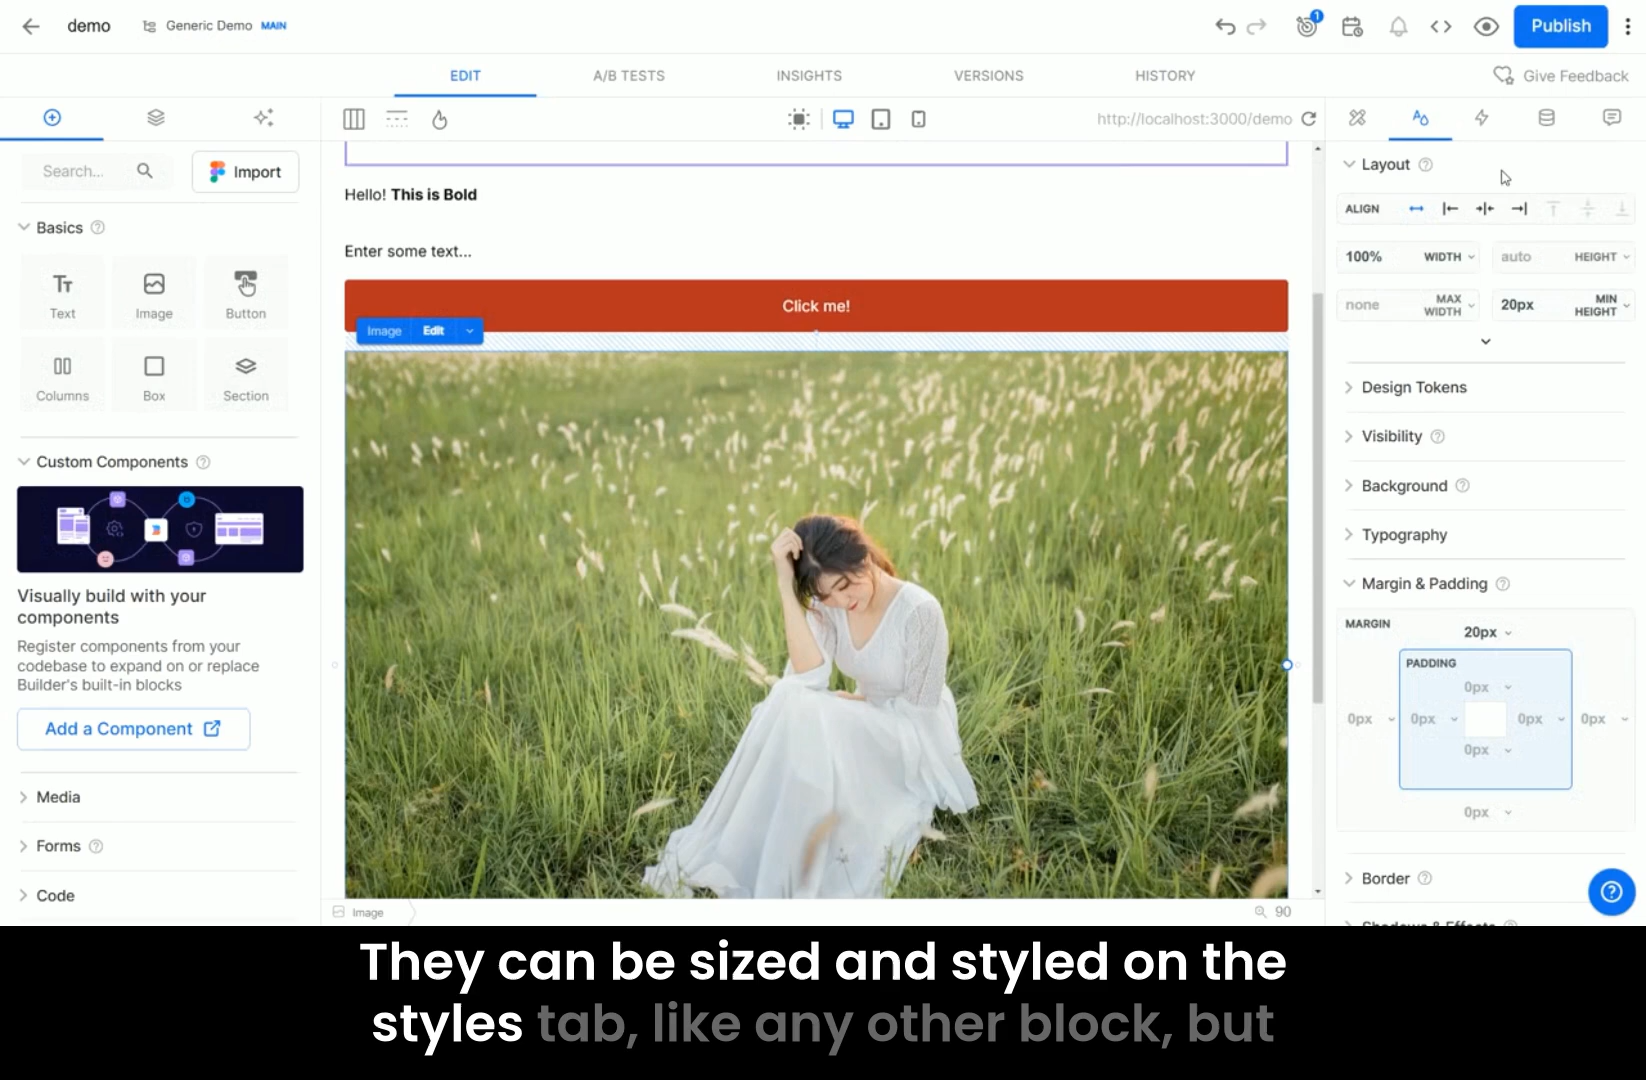 demo
Generic Demo MAIN
1
Publish
EDIT
A/B TESTS
INSIGHTS
VERSIONS
HISTORY
Give Feedback
http://localhost:3000/demo
Search...
Import
Basics
Text
Image
Button
Columns
Box
Section
Custom Components
Visually build with your
components
Register components from your
codebase to expand on or replace
Builder's built-in blocks
Add a Component
Media
Forms
Code
Hello! This is Bold
Enter some text...
Click me!
Image Edit
Image
90
Layout
ALIGN
100% WIDTH
auto HEIGHT
none MAX WIDTH
20px MIN HEIGHT
Design Tokens
Visibility
Background
Typography
Margin & Padding
MARGIN
20px
PADDING
0px
0px 0px 0px 0px
0px
0px
Border
Shadows & Effects
They can be sized and styled on the
styles tab, like any other block, but